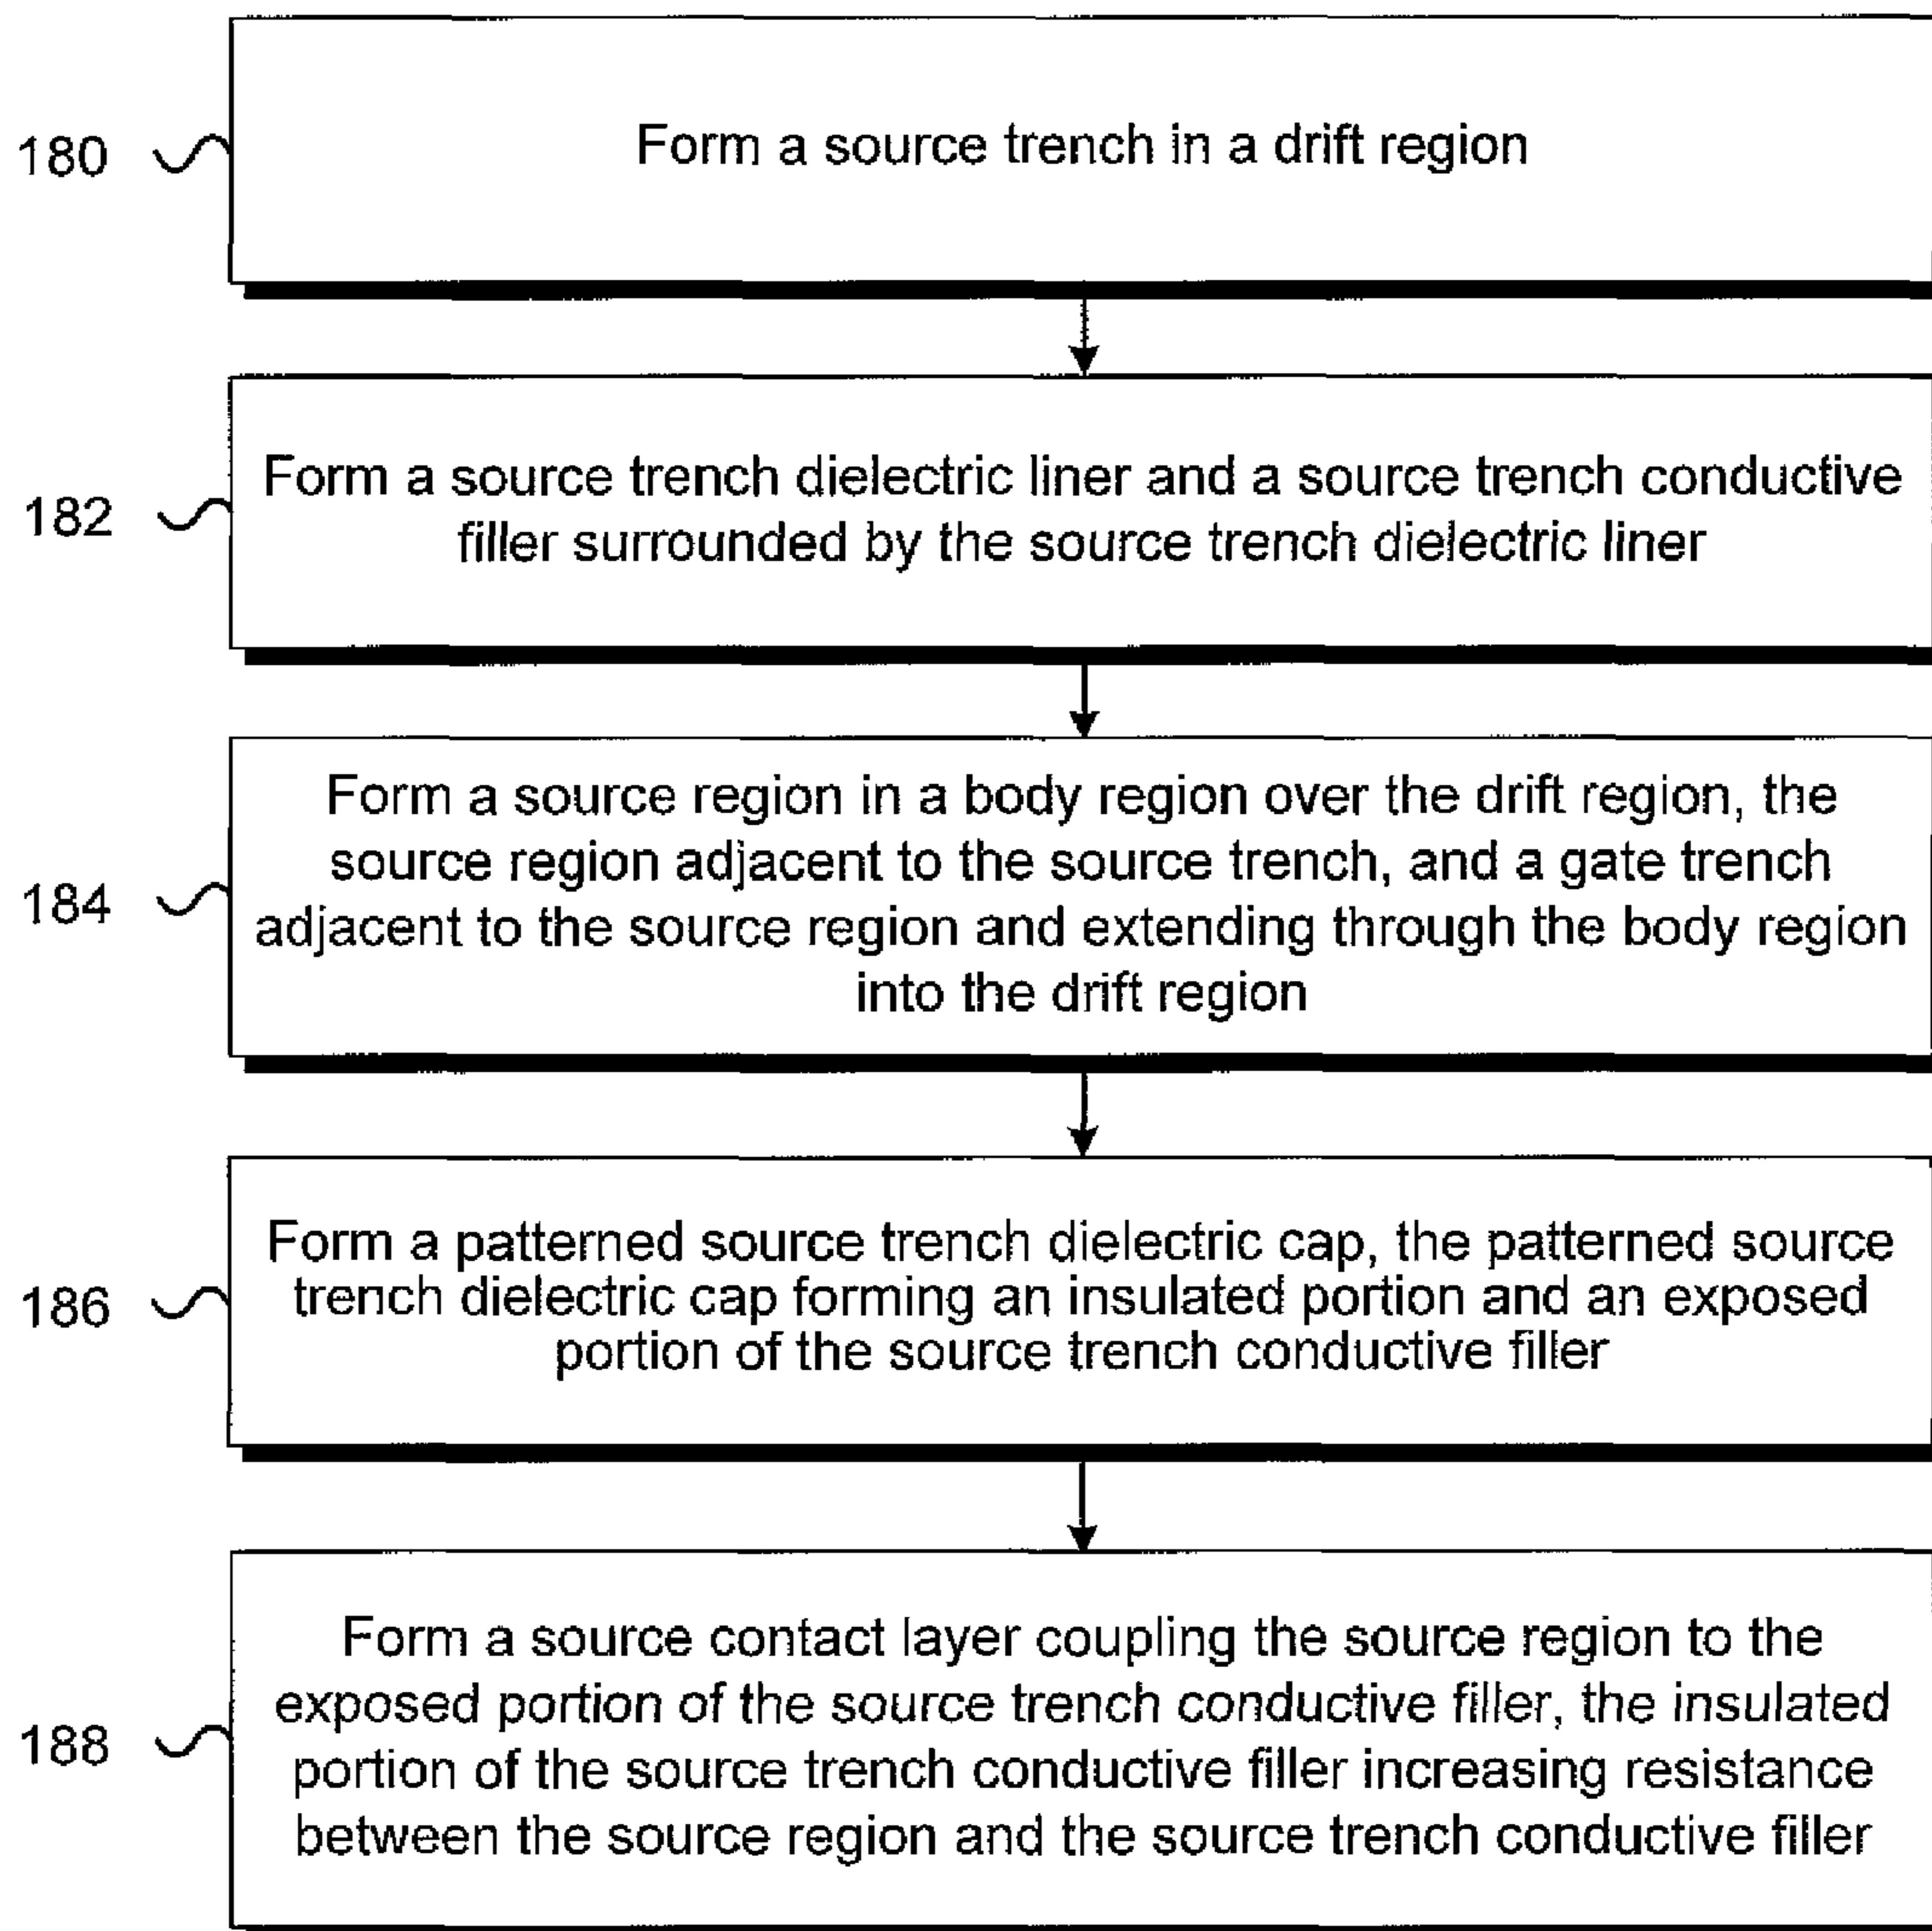 180
Form a source trench in a drift region
182
Form a source trench dielectric liner and a source trench conductive
filler surrounded by the source trench dielectric liner
184
Form a source region in a body region over the drift region, the
source region adjacent to the source trench, and a gate trench
adjacent to the source region and extending through the body region
into the drift region
186
Form a patterned source trench dielectric cap, the patterned source
trench dielectric cap forming an insulated portion and an exposed
portion of the source trench conductive filler
188
Form a source contact layer coupling the source region to the
exposed portion of the source trench conductive filler, the insulated
portion of the source trench conductive filler increasing resistance
between the source region and the source trench conductive filler